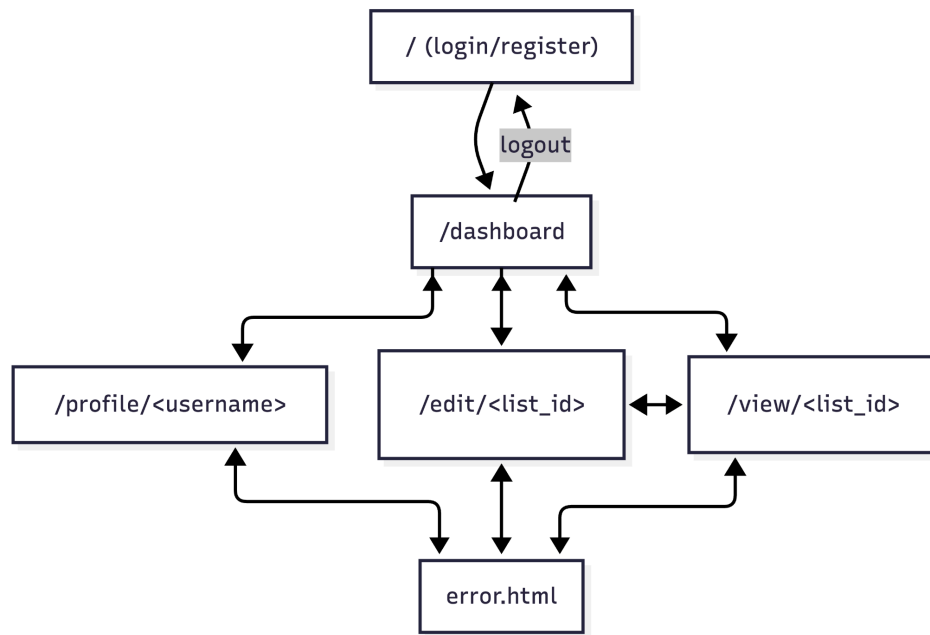 / (login/register)
logout
/dashboard
/profile/<username>
/edit/<list_id>
/view/<list_id>
error.html